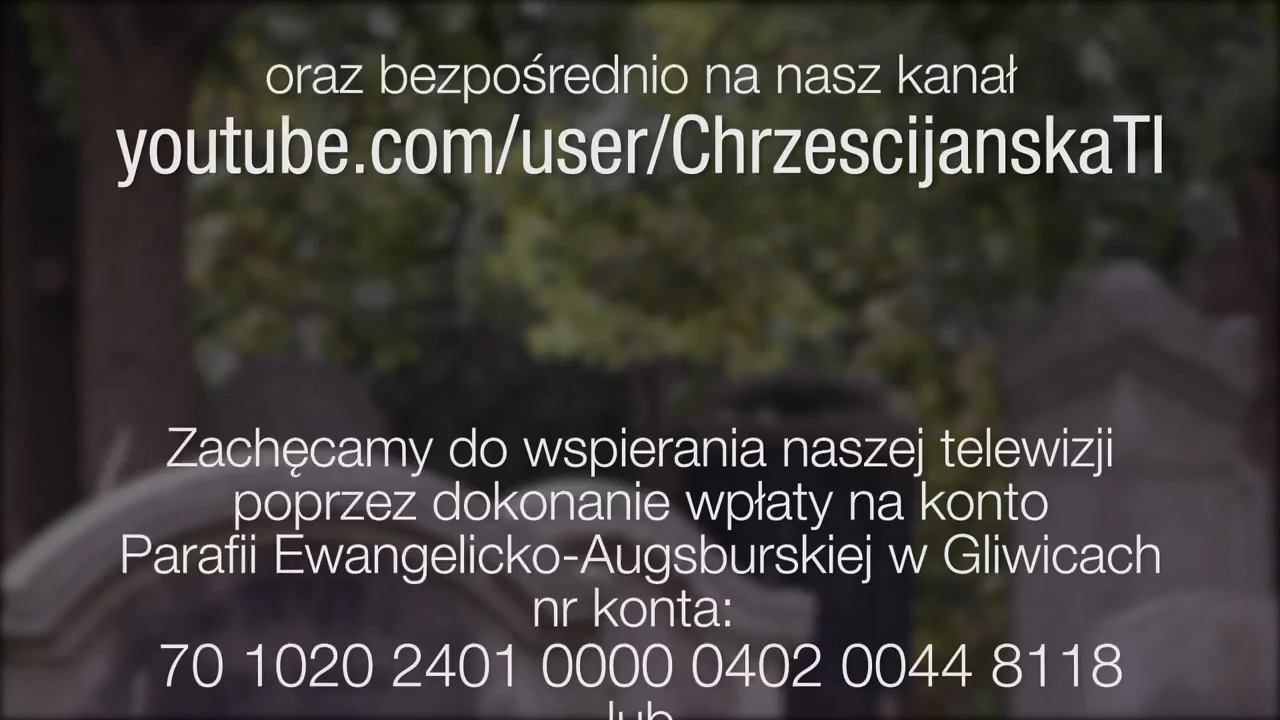 oraz bezpośrednio na nasz kanał
youtube.com/user/ChrzescijanskaTI
Zachęcamy do wspierania naszej telewizji
poprzez dokonanie wpłaty na konto
Parafii Ewangelicko-Augsburskiej w Gliwicach
nr konta:
70 1020 2401 0000 0402 0044 8118
lub